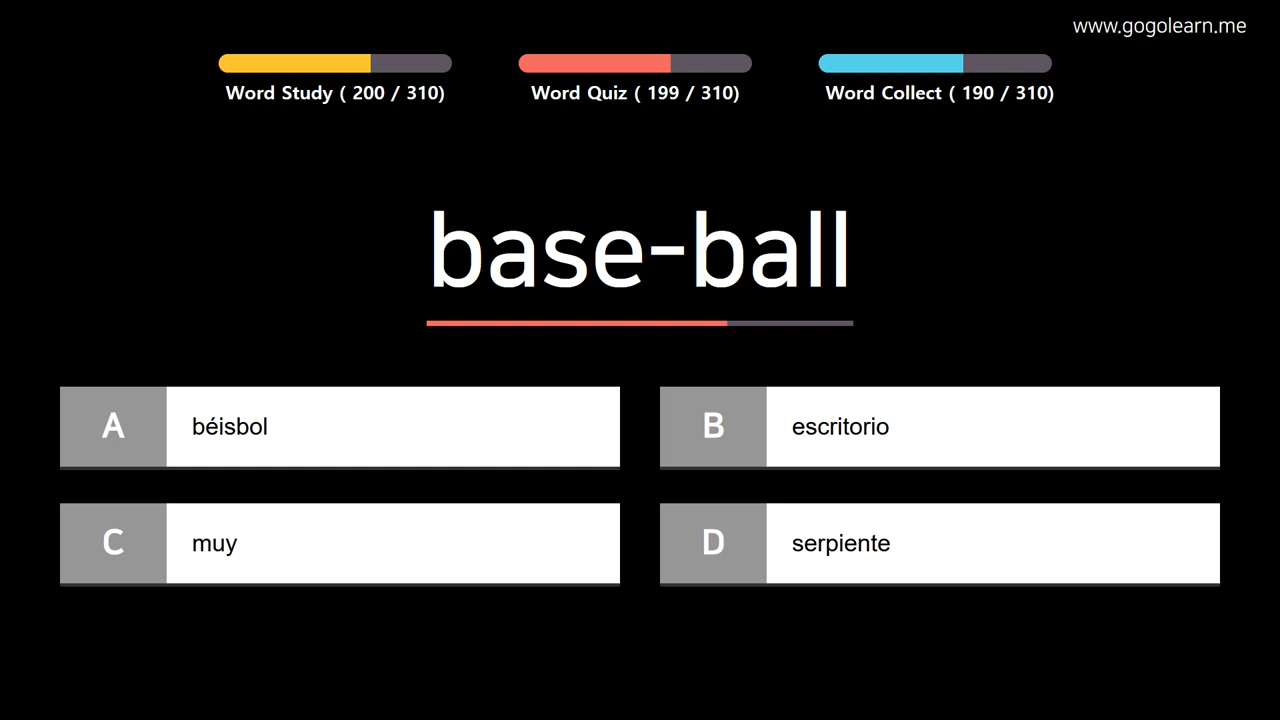 www.gogolearn.me
Word Study ( 200 / 310)
Word Quiz ( 199 / 310)
Word Collect ( 190 / 310)
base-ball
A béisbol
B escritorio
C muy
D serpiente